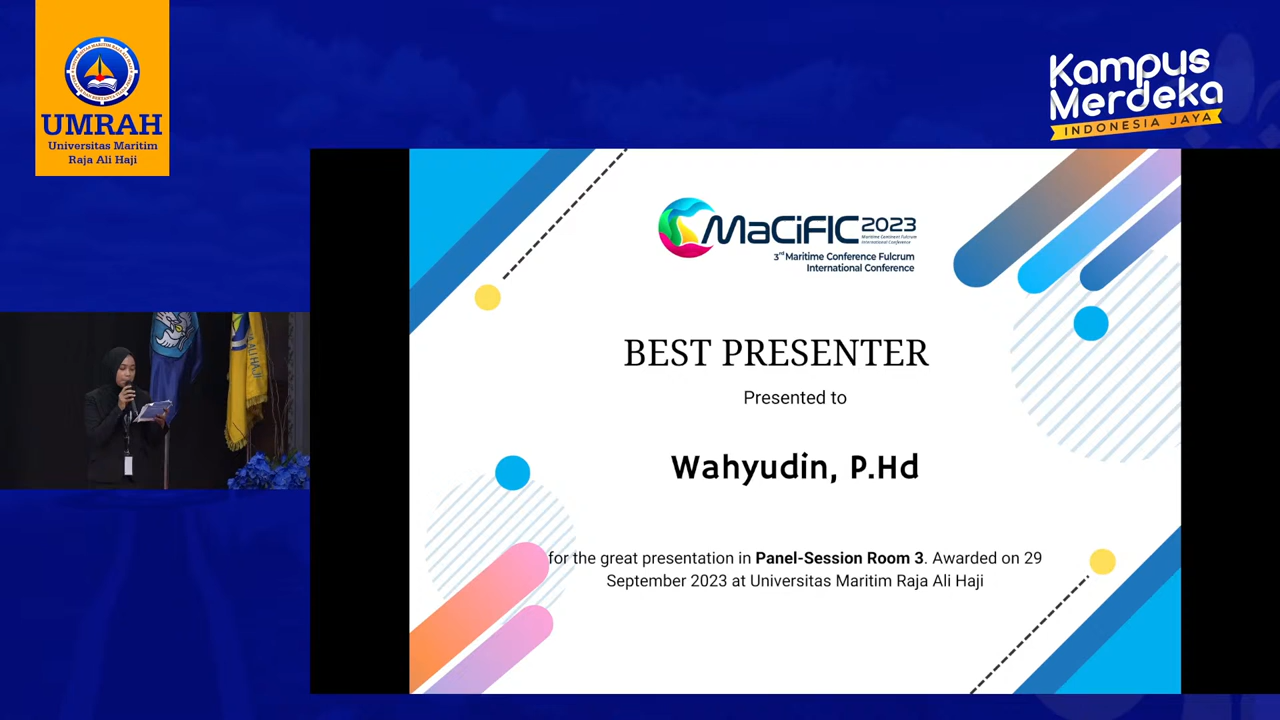 UMRAH
Universitas Maritim
Raja Ali Haji
Kampus
Merdeka
INDONESIA JAYA
MaCiFIC 2023
Maritime Continent Fulcrum
International Conference
3rd Maritime Conference Fulcrum
International Conference
BEST PRESENTER
Presented to
Wahyudin, P.Hd
for the great presentation in Panel-Session Room 3. Awarded on 29
September 2023 at Universitas Maritim Raja Ali Haji